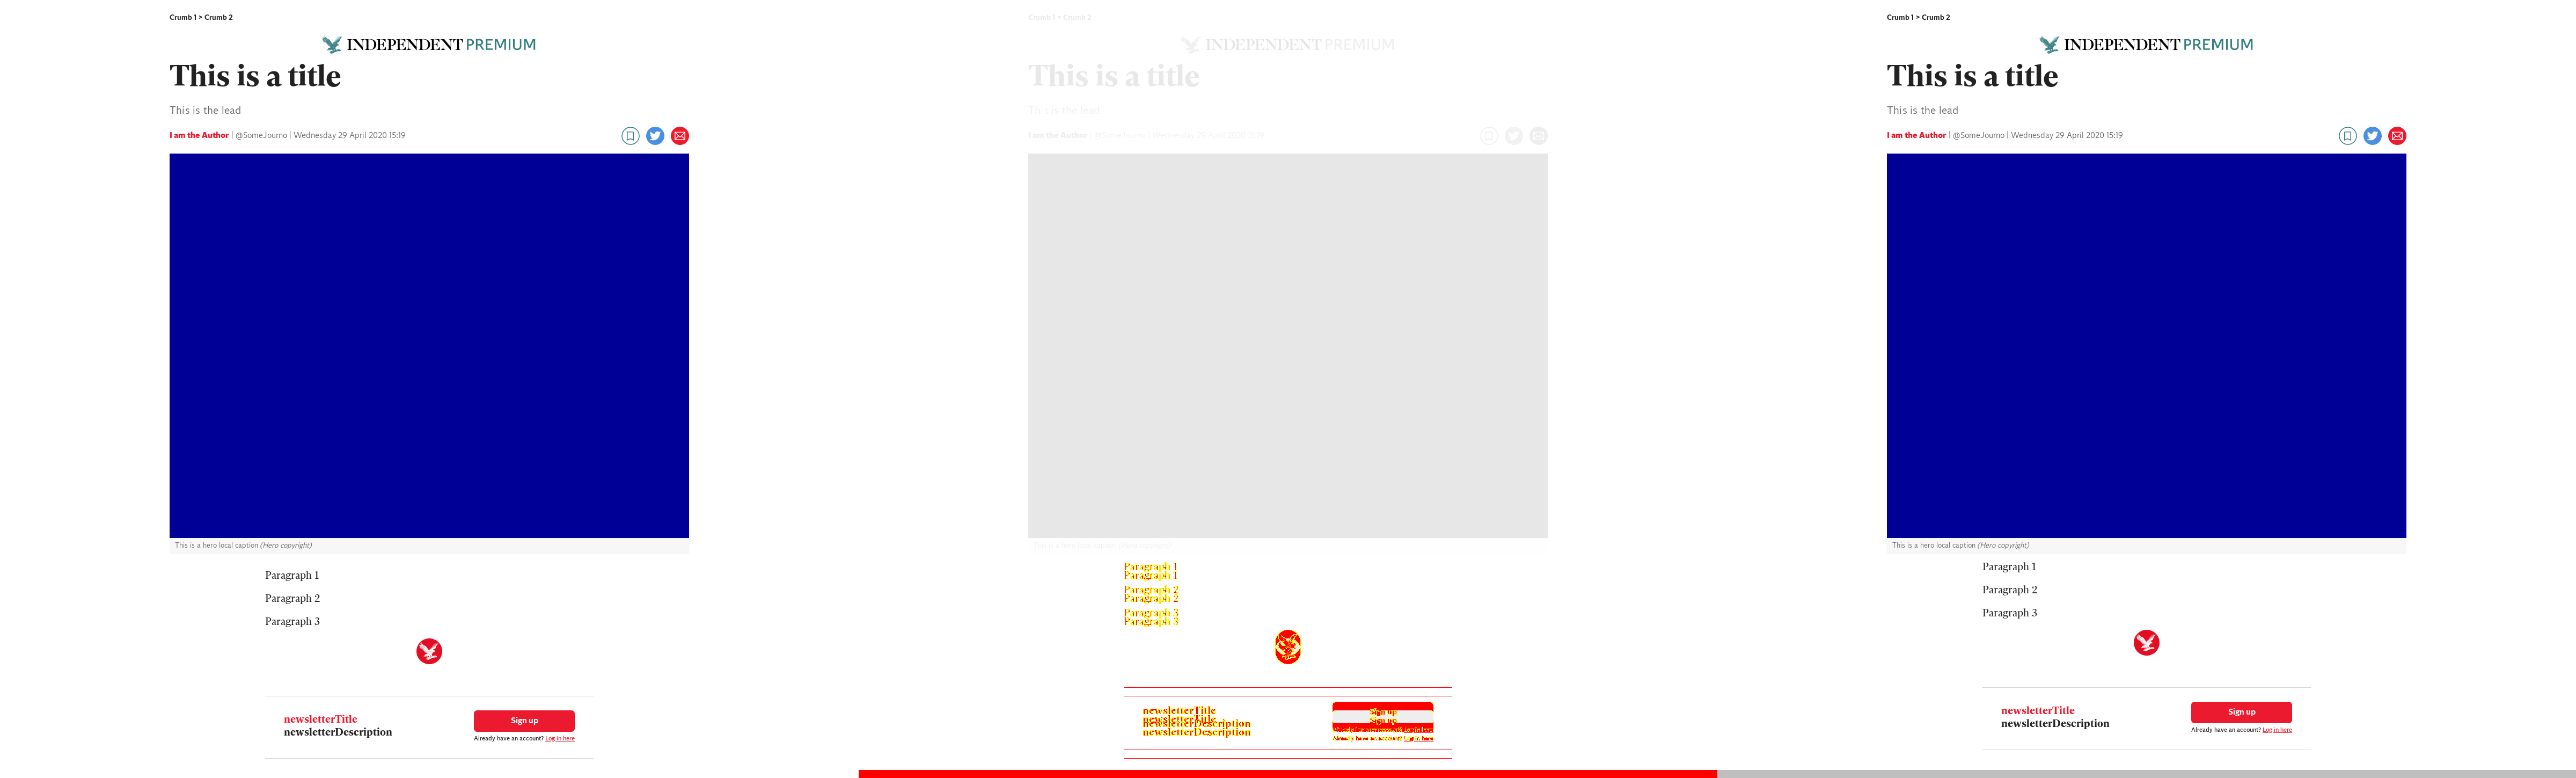 Crumb 1 > Crumb 2
INDEPENDENT PREMIUM
This is a title
This is the lead
I am the Author | @SomeJourno | Wednesday 29 April 2020 15:19
This is a hero local caption (Hero copyright)
Paragraph 1
Paragraph 2
Paragraph 3
newsletterTitle
newsletterDescription
Sign up
Already have an account? Log in here
Crumb 1 > Crumb 2
INDEPENDENT PREMIUM
This is a title
This is the lead
I am the Author | @SomeJourno | Wednesday 29 April 2020 15:19
This is a hero local caption (Hero copyright)
Paragraph 1
Paragraph 1
Paragraph 2
Paragraph 2
Paragraph 3
Paragraph 3
newsletterTitle
newsletterTitle
newsletterDescription
newsletterDescription
Sign up
Sign up
Already have an account? Log in here
Crumb 1 > Crumb 2
INDEPENDENT PREMIUM
This is a title
This is the lead
I am the Author | @SomeJourno | Wednesday 29 April 2020 15:19
This is a hero local caption (Hero copyright)
Paragraph 1
Paragraph 2
Paragraph 3
newsletterTitle
newsletterDescription
Sign up
Already have an account? Log in here